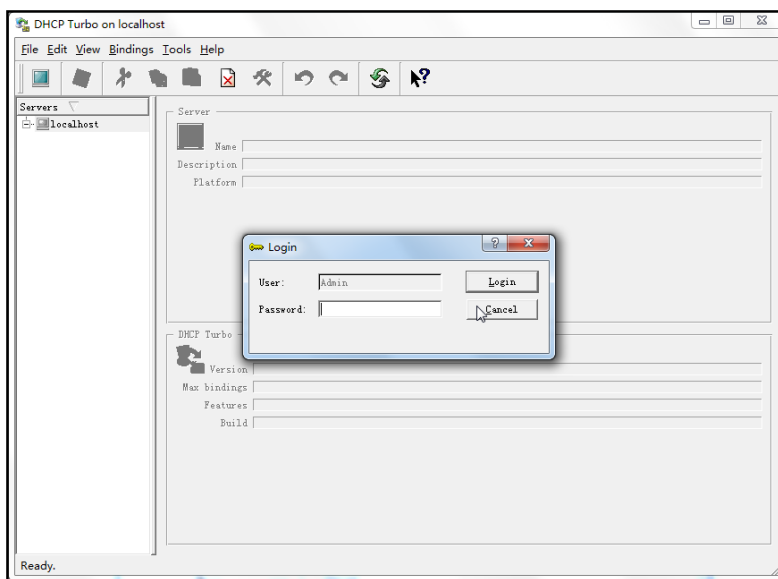 DHCP Turbo on localhost
File Edit View Bindings Tools Help
Servers
localhost
Server
Name
Description
Platform
Login
User: Admin Login
Password: Cancel
DHCP Turbo
Version
Max bindings
Features
Build
Ready.